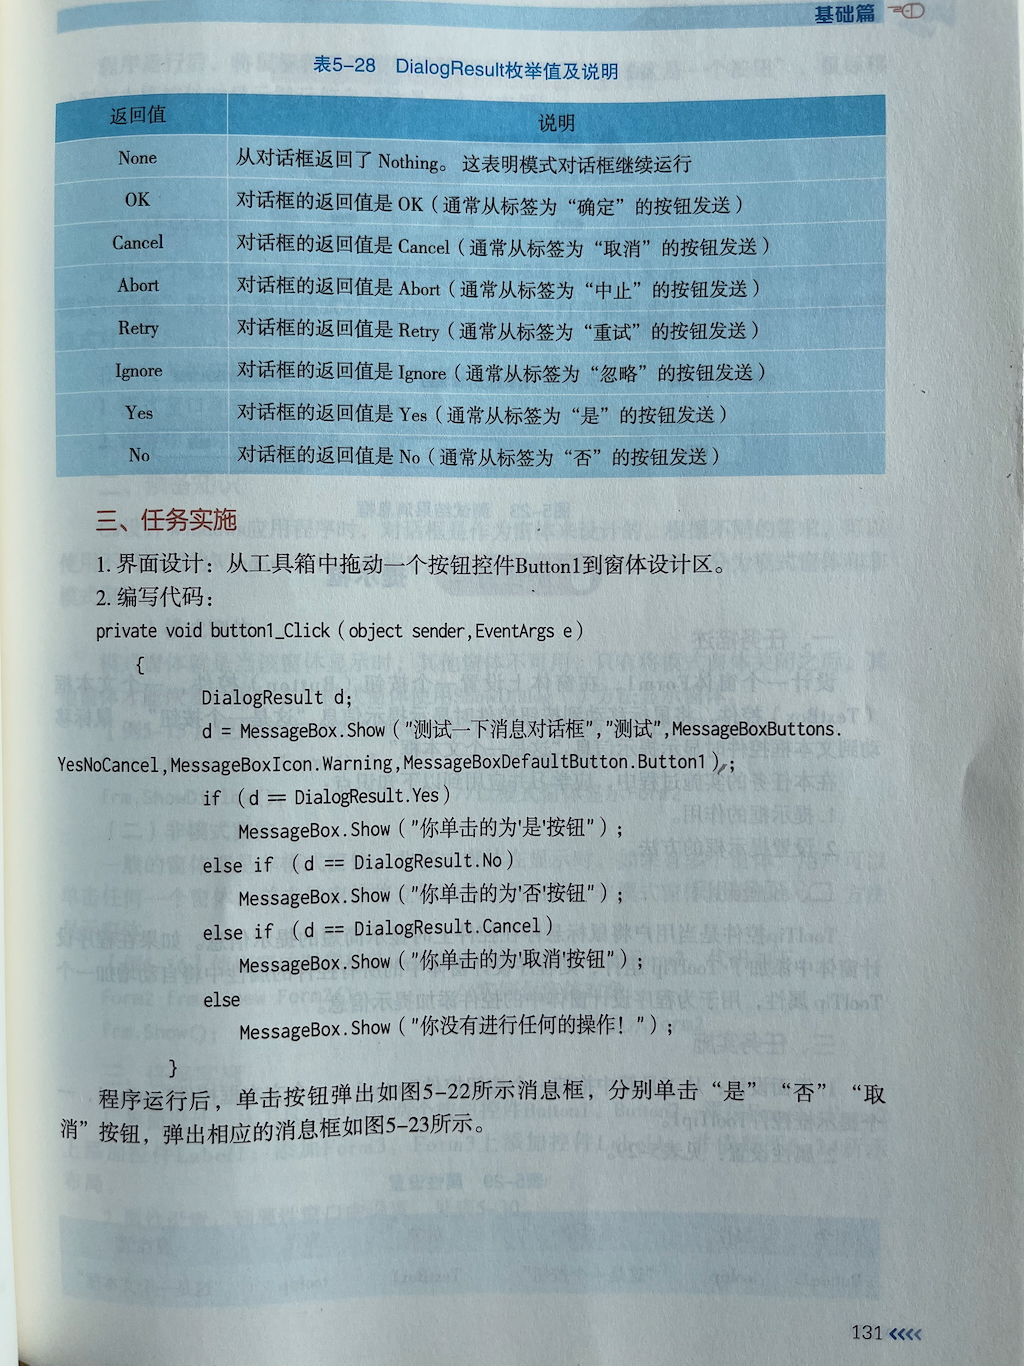 基础篇
表5-28 DialogResult枚举值及说明
返回值 说明
None 从对话框返回了 Nothing。这表明模式对话框继续运行
OK 对话框的返回值是 OK（通常从标签为“确定”的按钮发送）
Cancel 对话框的返回值是 Cancel（通常从标签为“取消”的按钮发送）
Abort 对话框的返回值是 Abort（通常从标签为“中止”的按钮发送）
Retry 对话框的返回值是 Retry（通常从标签为“重试”的按钮发送）
Ignore 对话框的返回值是 Ignore（通常从标签为“忽略”的按钮发送）
Yes 对话框的返回值是 Yes（通常从标签为“是”的按钮发送）
No 对话框的返回值是 No（通常从标签为“否”的按钮发送）
三、任务实施
1. 界面设计：从工具箱中拖动一个按钮控件Button1到窗体设计区。
2. 编写代码：
private void button1_Click（object sender,EventArgs e）
{
DialogResult d;
d = MessageBox.Show（"测试一下消息对话框","测试",MessageBoxButtons.
YesNoCancel,MessageBoxIcon.Warning,MessageBoxDefaultButton.Button1）;
if （d == DialogResult.Yes）
MessageBox.Show（"你单击的为'是'按钮"）;
else if （d == DialogResult.No）
MessageBox.Show（"你单击的为'否'按钮"）;
else if （d == DialogResult.Cancel）
MessageBox.Show（"你单击的为'取消'按钮"）;
else
MessageBox.Show（"你没有进行任何的操作！"）;
}
程序运行后，单击按钮弹出如图5-22所示消息框，分别单击“是”“否”“取
消”按钮，弹出相应的消息框如图5-23所示。
131